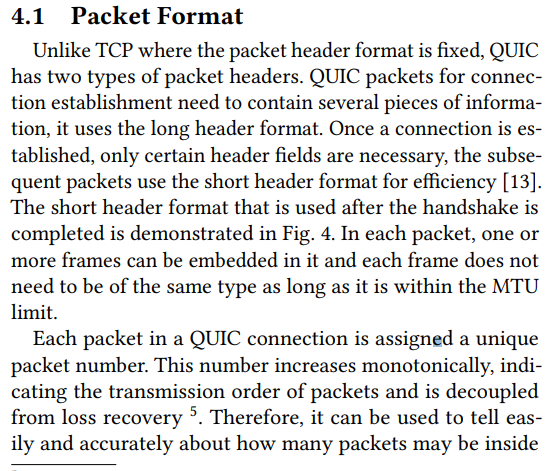 4.1 Packet Format
Unlike TCP where the packet header format is fixed, QUIC
has two types of packet headers. QUIC packets for connec-
tion establishment need to contain several pieces of informa-
tion, it uses the long header format. Once a connection is es-
tablished, only certain header fields are necessary, the subse-
quent packets use the short header format for efficiency [13].
The short header format that is used after the handshake is
completed is demonstrated in Fig. 4. In each packet, one or
more frames can be embedded in it and each frame does not
need to be of the same type as long as it is within the MTU
limit.
Each packet in a QUIC connection is assigned a unique
packet number. This number increases monotonically, indi-
cating the transmission order of packets and is decoupled
from loss recovery 5. Therefore, it can be used to tell eas-
ily and accurately about how many packets may be inside